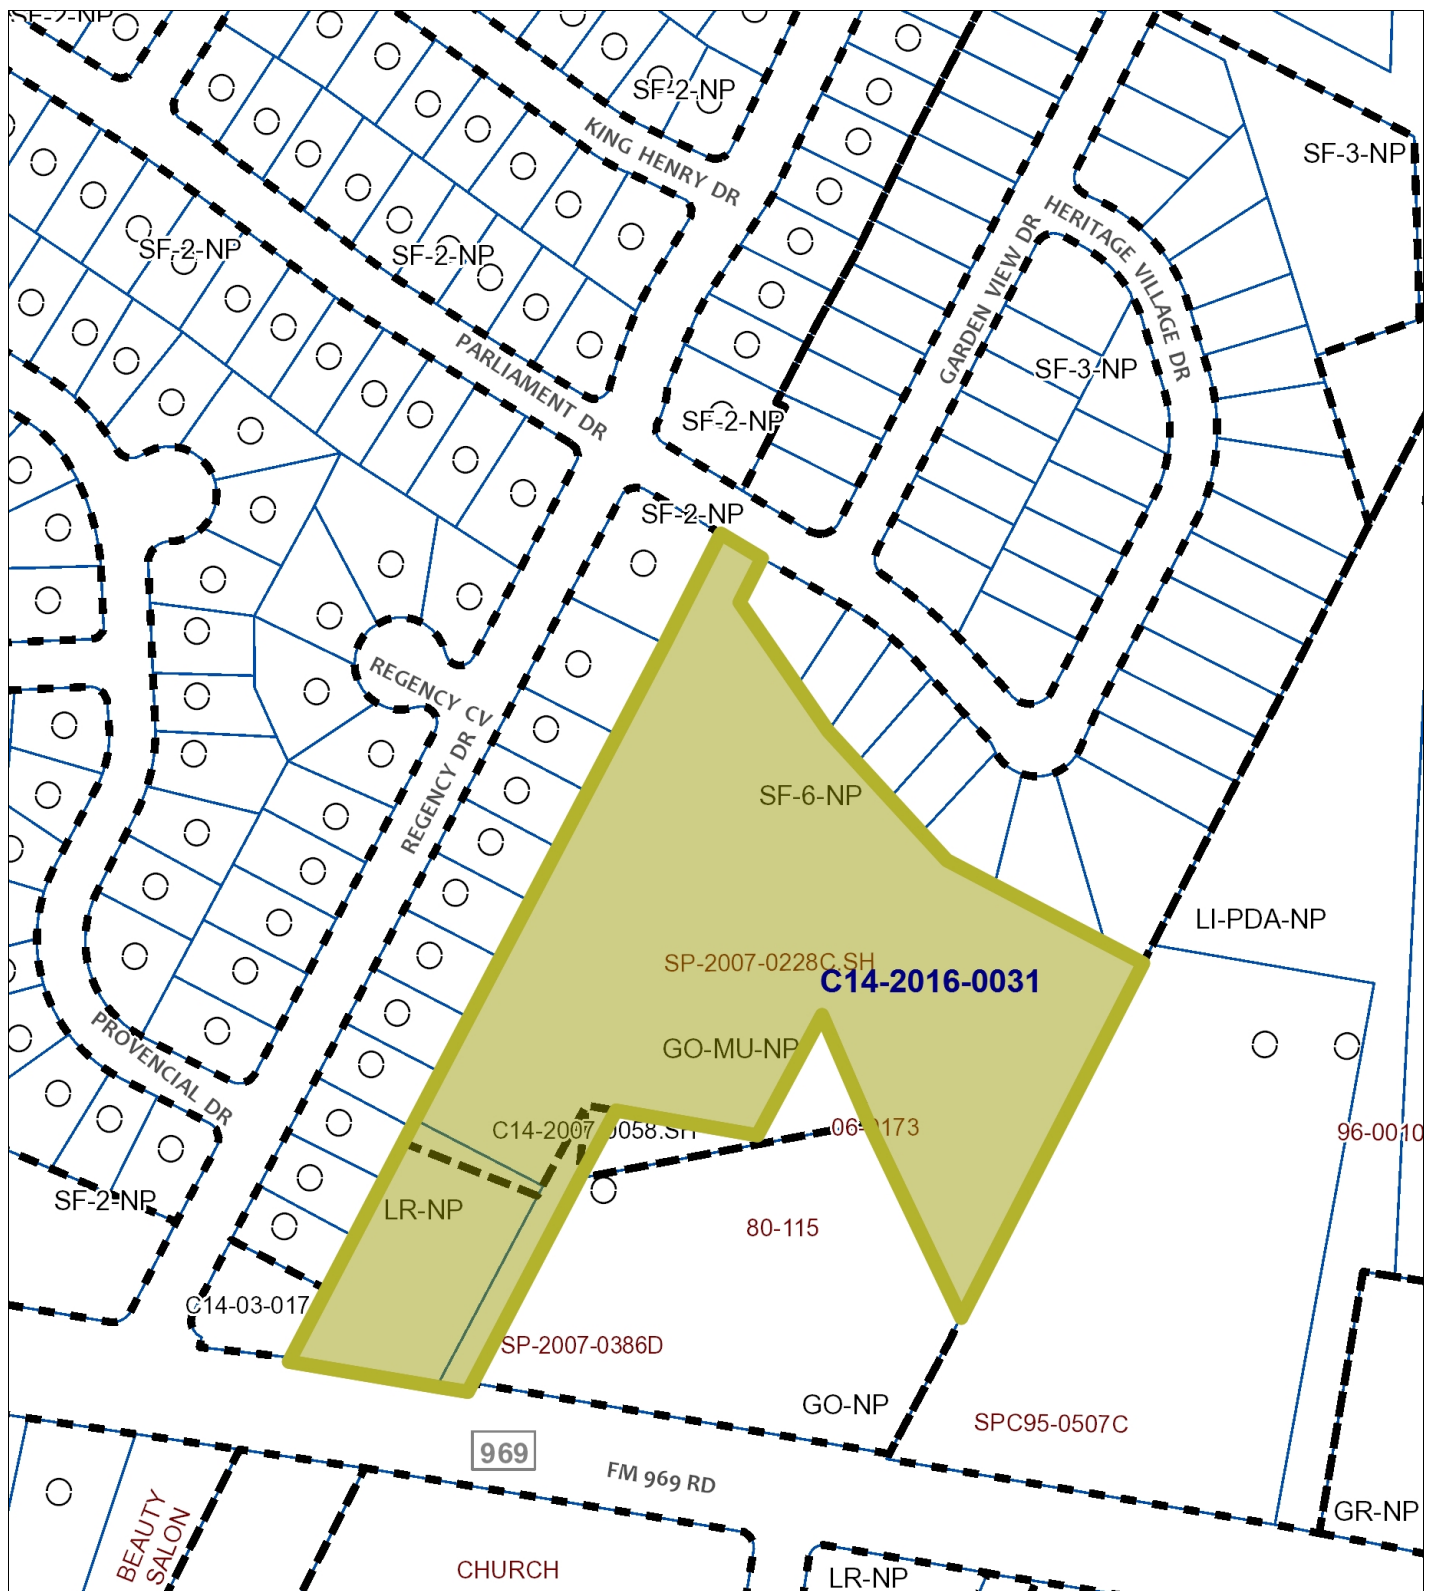 SF-2-NP
SF-2-NP
KING HENRY DR
SF-3-NP
HERITAGE VILLAGE DR
GARDEN VIEW DR
SF-2-NP
SF-2-NP
PARLIAMENT DR
SF-3-NP
SF-2-NP
SF-2-NP
REGENCY CV
REGENCY DR
SF-6-NP
LI-PDA-NP
SP-2007-0228C.SH
C14-2016-0031
GO-MU-NP
PROVENCIAL DR
C14-2007-0058.SH
06-0173
96-0010
SF-2-NP
LR-NP
80-115
C14-03-017
SP-2007-0386D
GO-NP
SPC95-0507C
969
FM 969 RD
GR-NP
BEAUTY
SALON
CHURCH
LR-NP